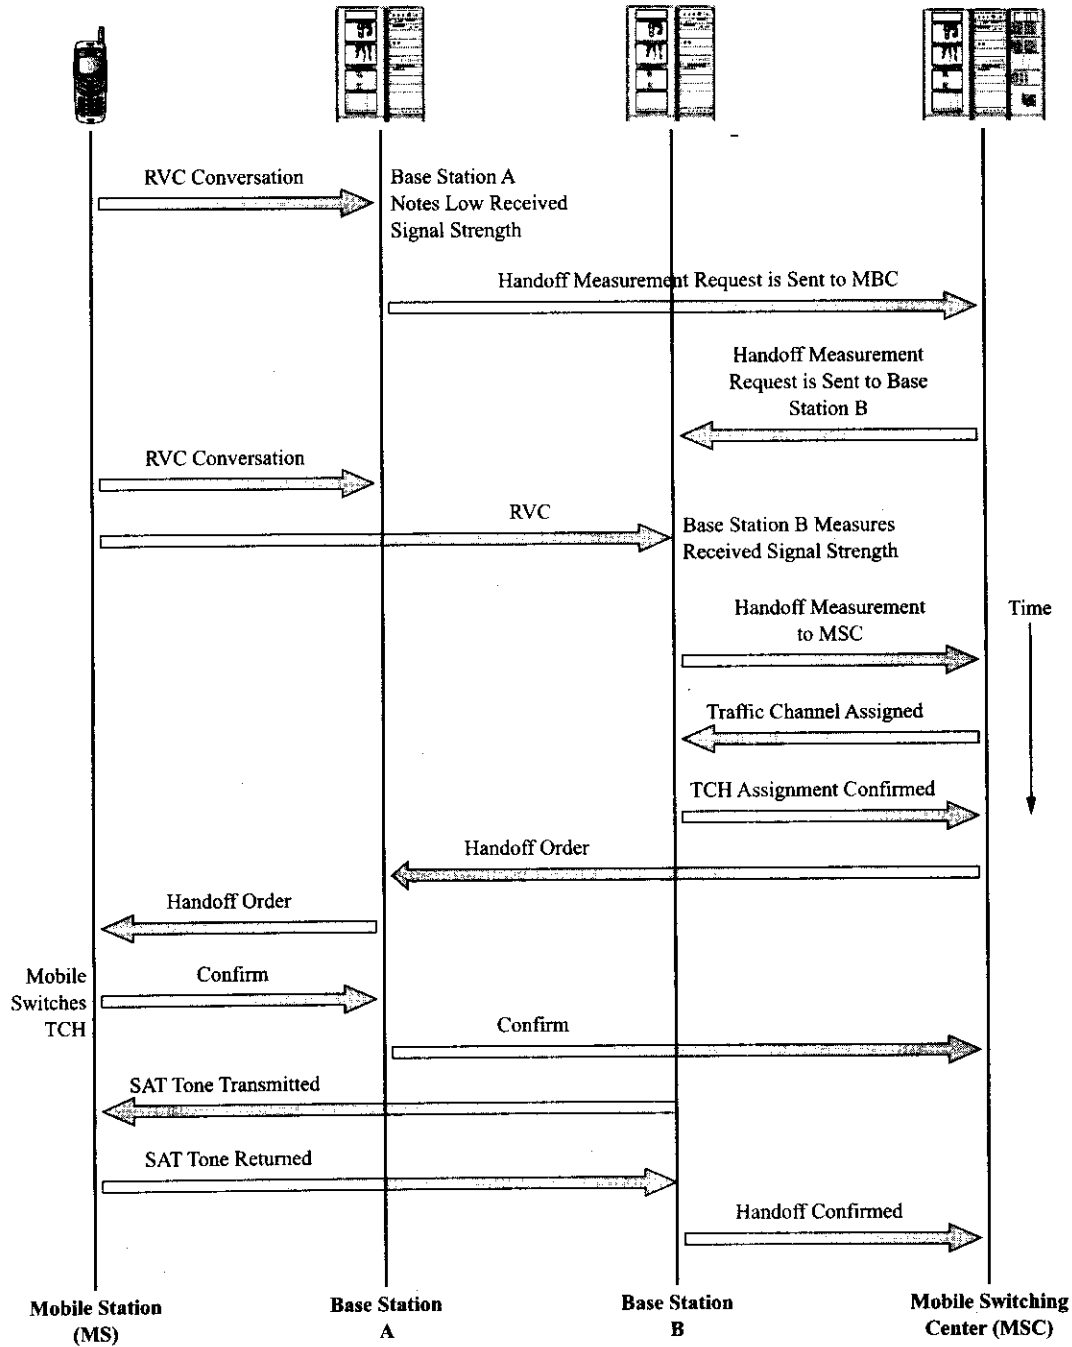 RVC Conversation
Base Station A
Notes Low Received
Signal Strength
Handoff Measurement Request is Sent to MBC
Handoff Measurement
Request is Sent to Base
Station B
RVC Conversation
RVC
Base Station B Measures
Received Signal Strength
Handoff Measurement
to MSC
Time
Traffic Channel Assigned
TCH Assignment Confirmed
Handoff Order
Handoff Order
Mobile
Switches
TCH
Confirm
Confirm
SAT Tone Transmitted
SAT Tone Returned
Handoff Confirmed
Mobile Station
(MS)
Base Station
A
Base Station
B
Mobile Switching
Center (MSC)